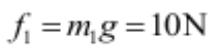 f₁ = m₁g = 10N